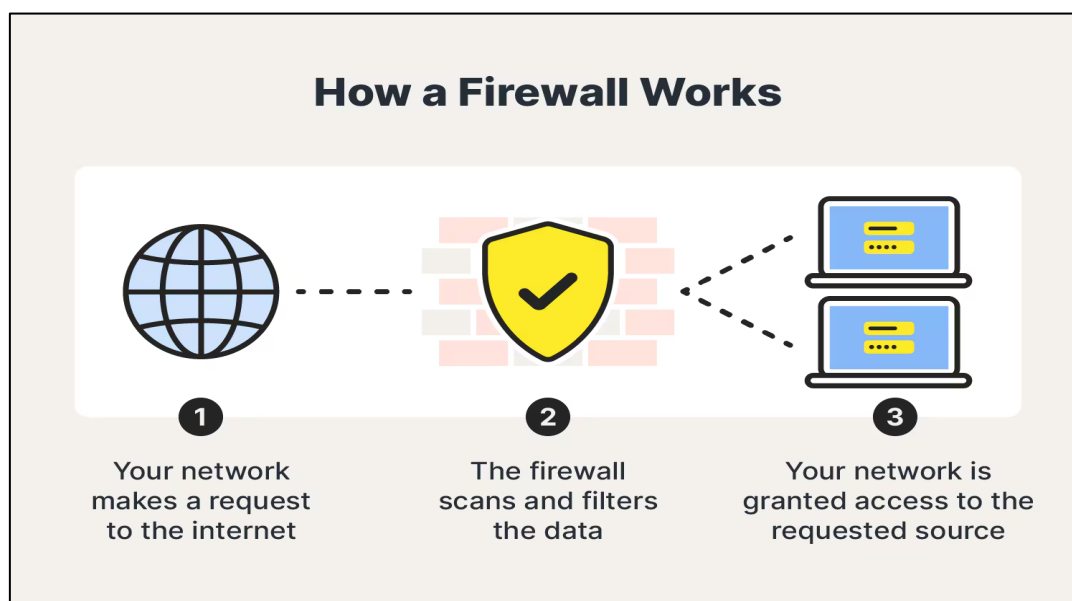 How a Firewall Works
1
Your network
makes a request
to the internet
2
The firewall
scans and filters
the data
3
Your network is
granted access to the
requested source